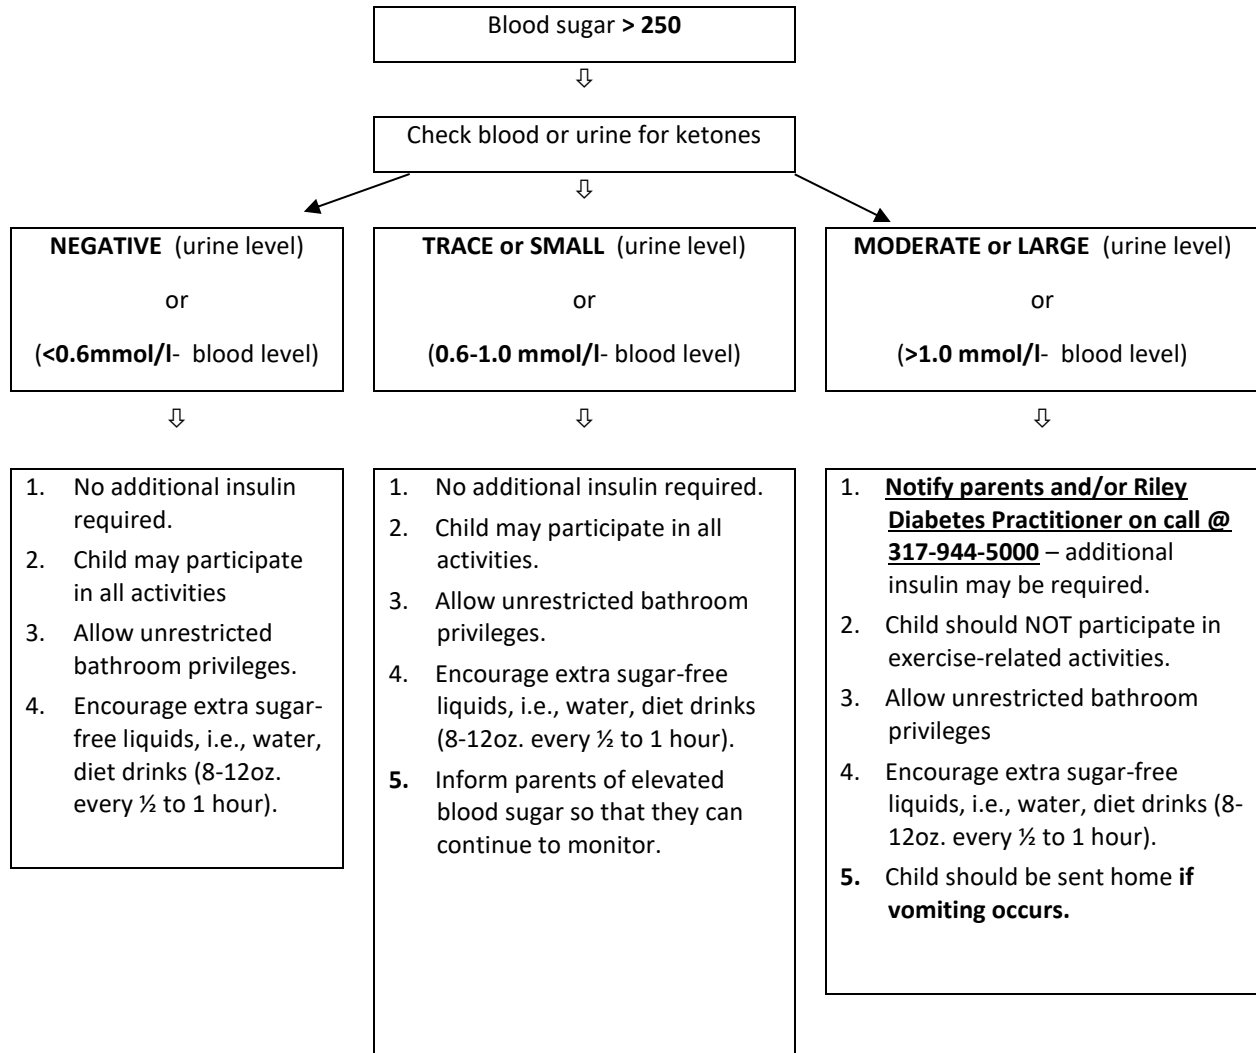 Blood sugar > 250
⇩
Check blood or urine for ketones
⇩
NEGATIVE (urine level)
or
(<0.6mmol/l- blood level)
TRACE or SMALL (urine level)
or
(0.6-1.0 mmol/l- blood level)
MODERATE or LARGE (urine level)
or
(>1.0 mmol/l- blood level)
⇩
⇩
⇩
1. No additional insulin
required.
2. Child may participate
in all activities
3. Allow unrestricted
bathroom privileges.
4. Encourage extra sugar-
free liquids, i.e., water,
diet drinks (8-12oz.
every ½ to 1 hour).
1. No additional insulin required.
2. Child may participate in all
activities.
3. Allow unrestricted bathroom
privileges.
4. Encourage extra sugar-free
liquids, i.e., water, diet drinks
(8-12oz. every ½ to 1 hour).
5. Inform parents of elevated
blood sugar so that they can
continue to monitor.
1. Notify parents and/or Riley
Diabetes Practitioner on call @
317-944-5000 – additional
insulin may be required.
2. Child should NOT participate in
exercise-related activities.
3. Allow unrestricted bathroom
privileges
4. Encourage extra sugar-free
liquids, i.e., water, diet drinks (8-
12oz. every ½ to 1 hour).
5. Child should be sent home if
vomiting occurs.